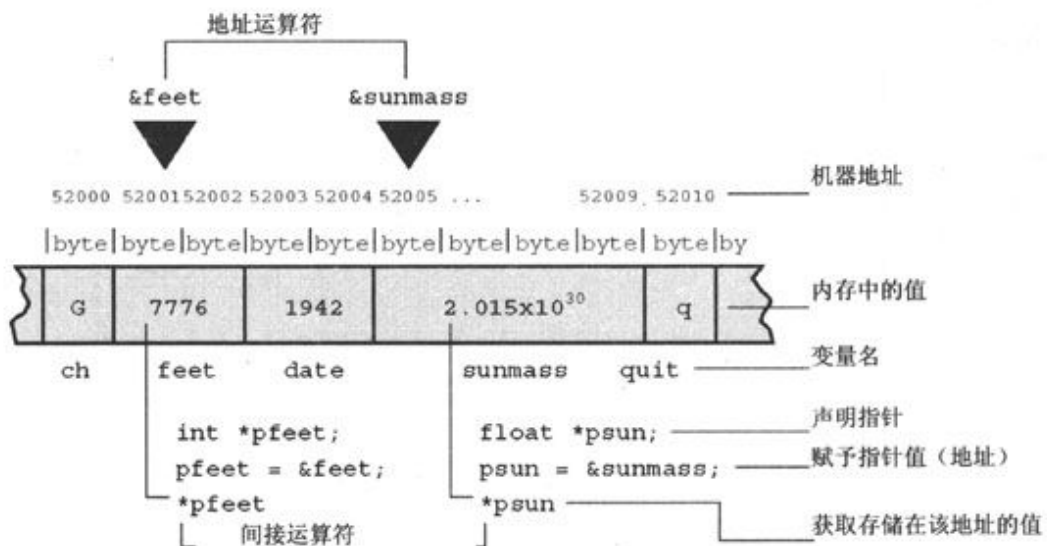 地址运算符
&feet &sunmass
机器地址
52000 52001 52002 52003 52004 52005 ... 52009 52010
byte byte byte byte byte byte byte byte byte byte by
内存中的值
G 7776 1942 2.015x10³⁰ q
ch feet date sunmass quit
变量名
int *pfeet; float *psun; 声明指针
pfeet = &feet; psun = &sunmass; 赋予指针值（地址）
*pfeet *psun
获取存储在该地址的值
间接运算符